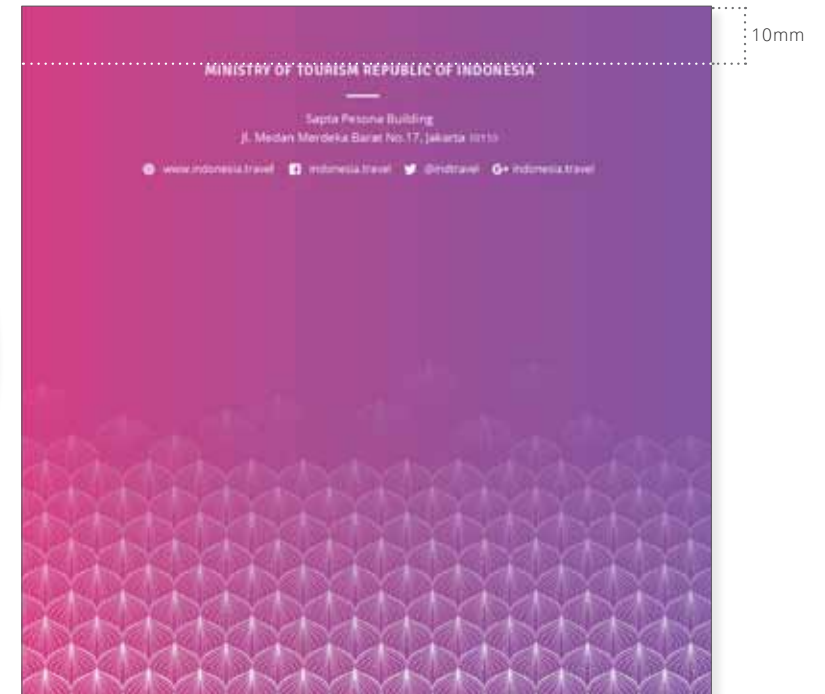 10mm
MINISTRY OF TOURISM REPUBLIC OF INDONESIA
Sapta Pesona Building
Jl. Medan Merdeka Barat No.17, Jakarta 10110
www.indonesia.travel indonesia.travel @indtravel indonesia.travel